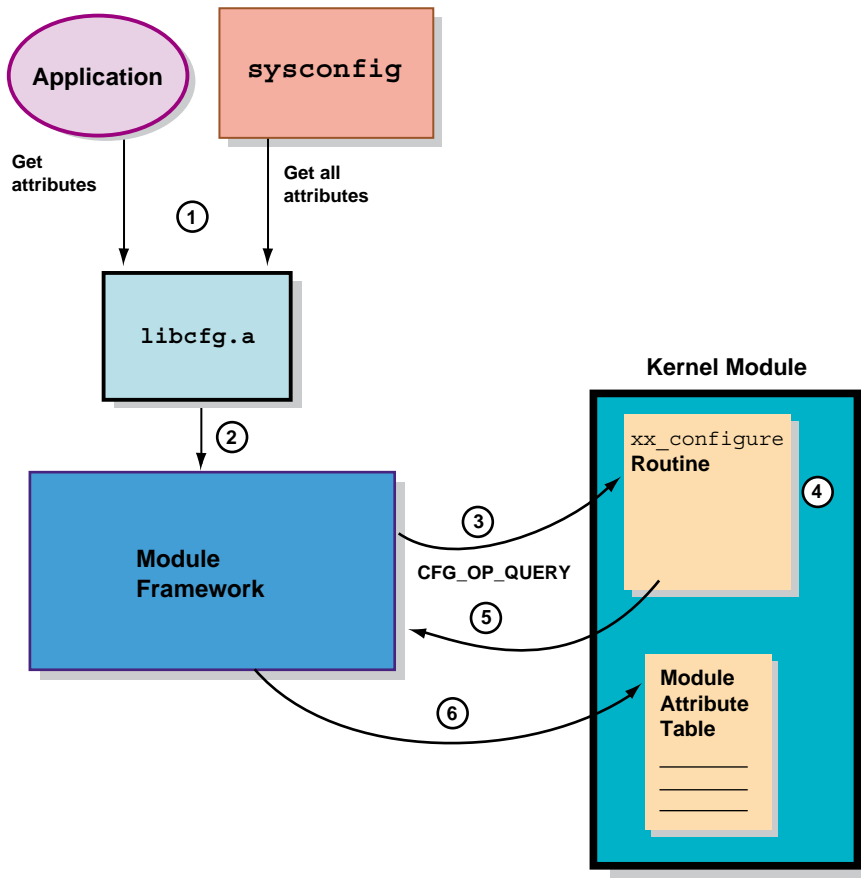 Application
sysconfig
Get
attributes
Get all
attributes
1
libcfg.a
2
Kernel Module
xx_configure
Routine
4
3
Module
Framework
CFG_OP_QUERY
5
6
Module
Attribute
Table